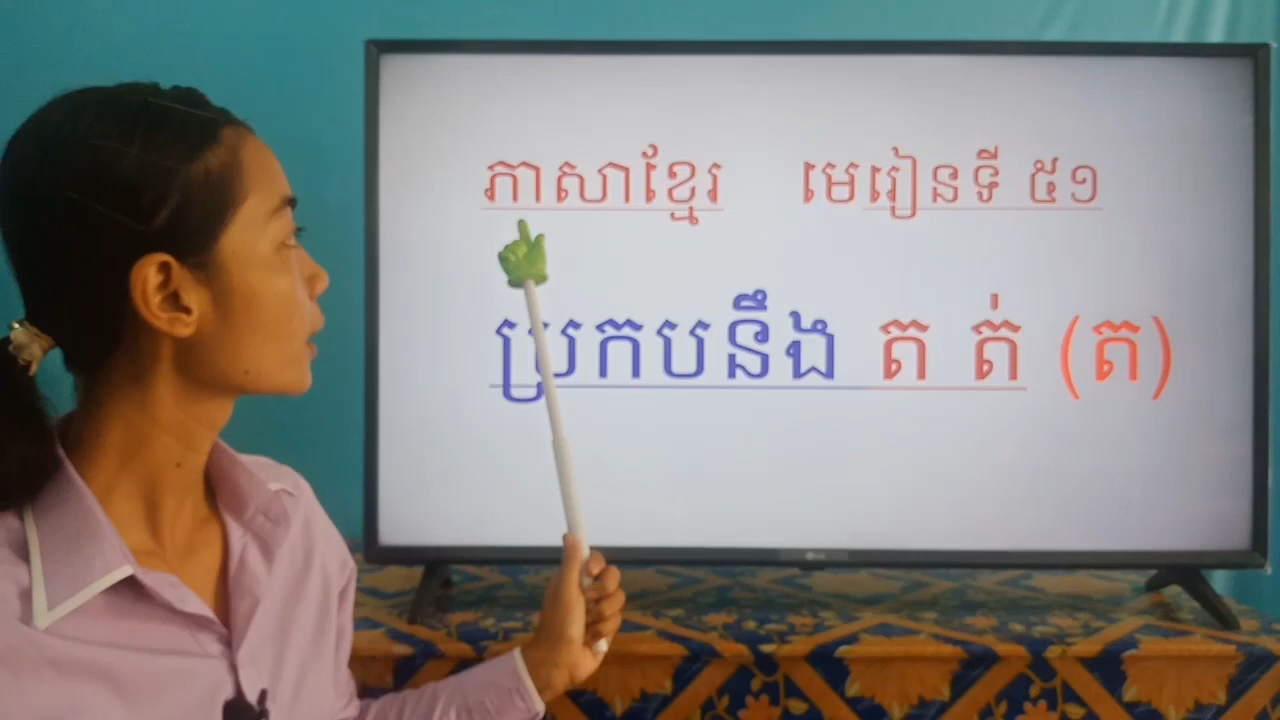 ភាសាខ្មែរ មេរៀនទី ៥១
ប្រកបនឹង ត ត់ (ត)
LG